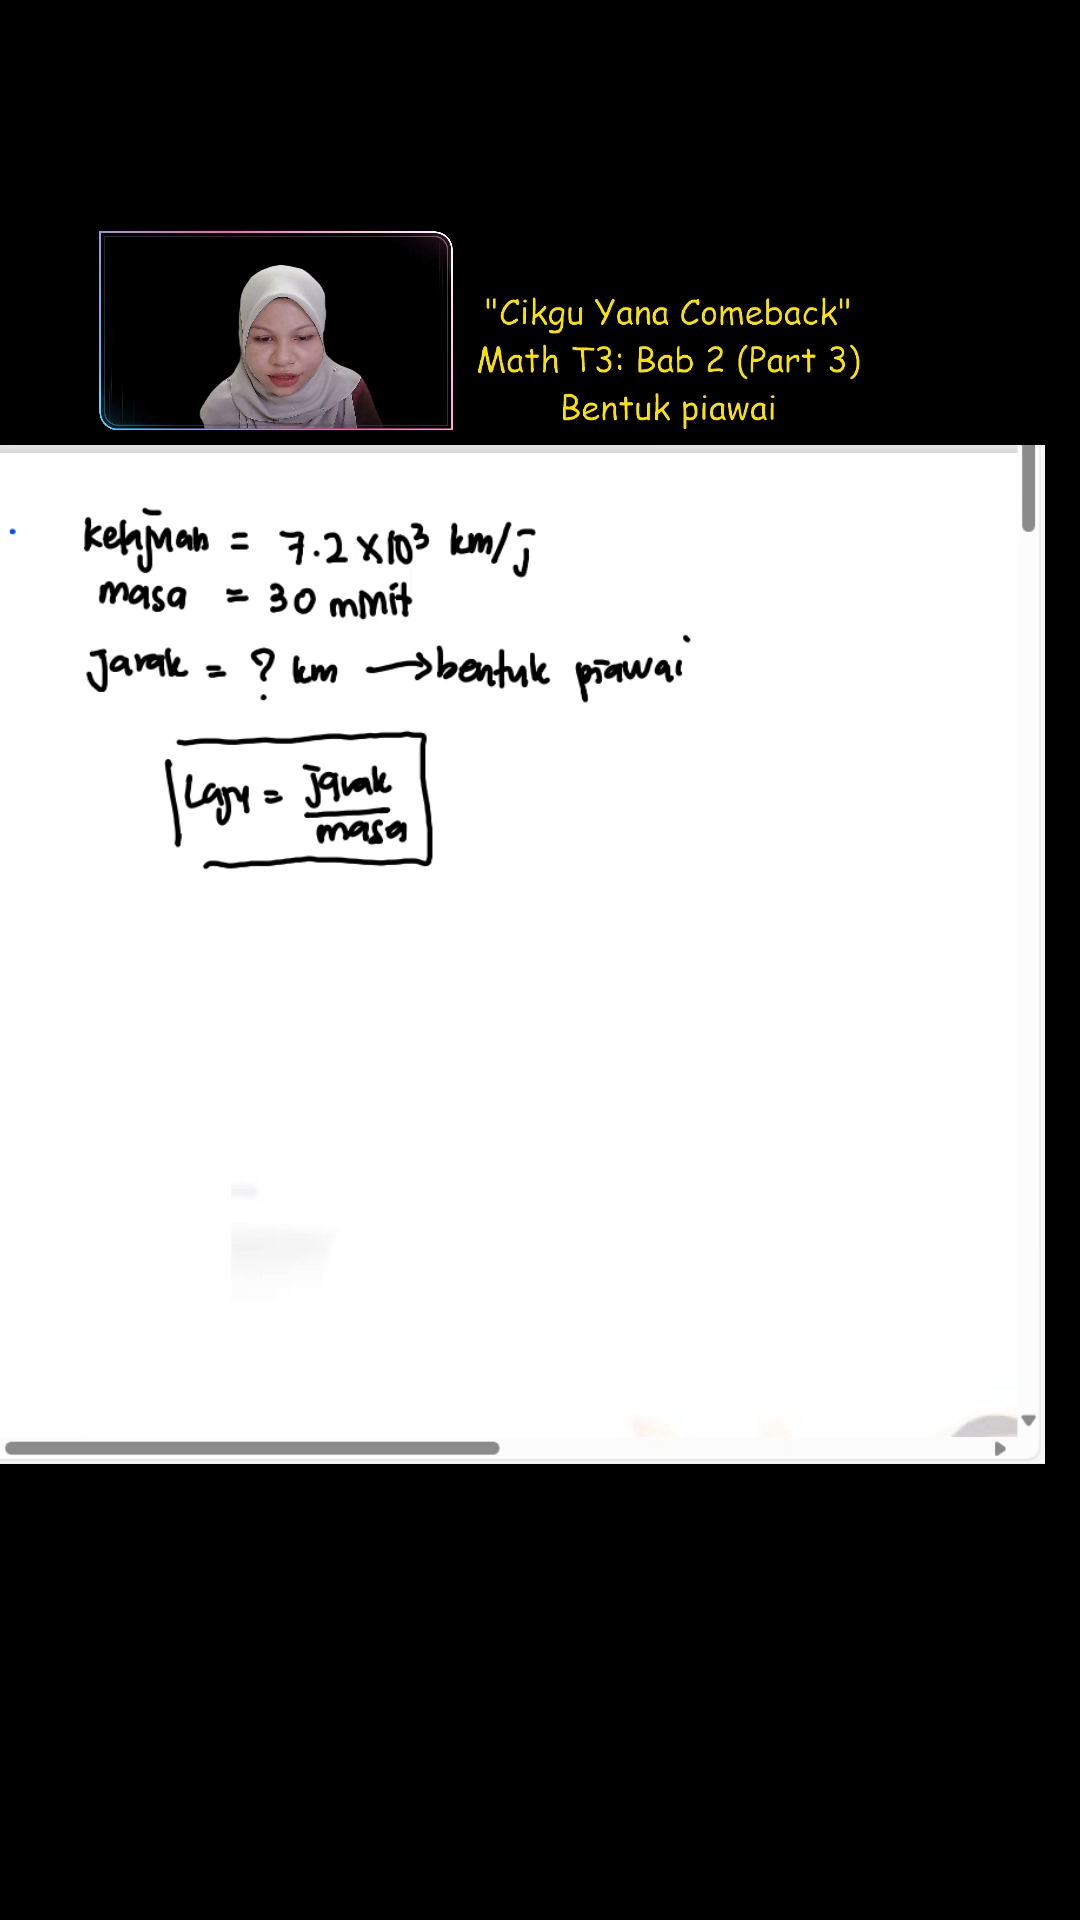 "Cikgu Yana Comeback"
Math T3: Bab 2 (Part 3)
Bentuk piawai
kelajuan = 7.2 × 10³ km/j
masa = 30 minit
jarak = ? km → bentuk piawai
Laju = jarak
masa